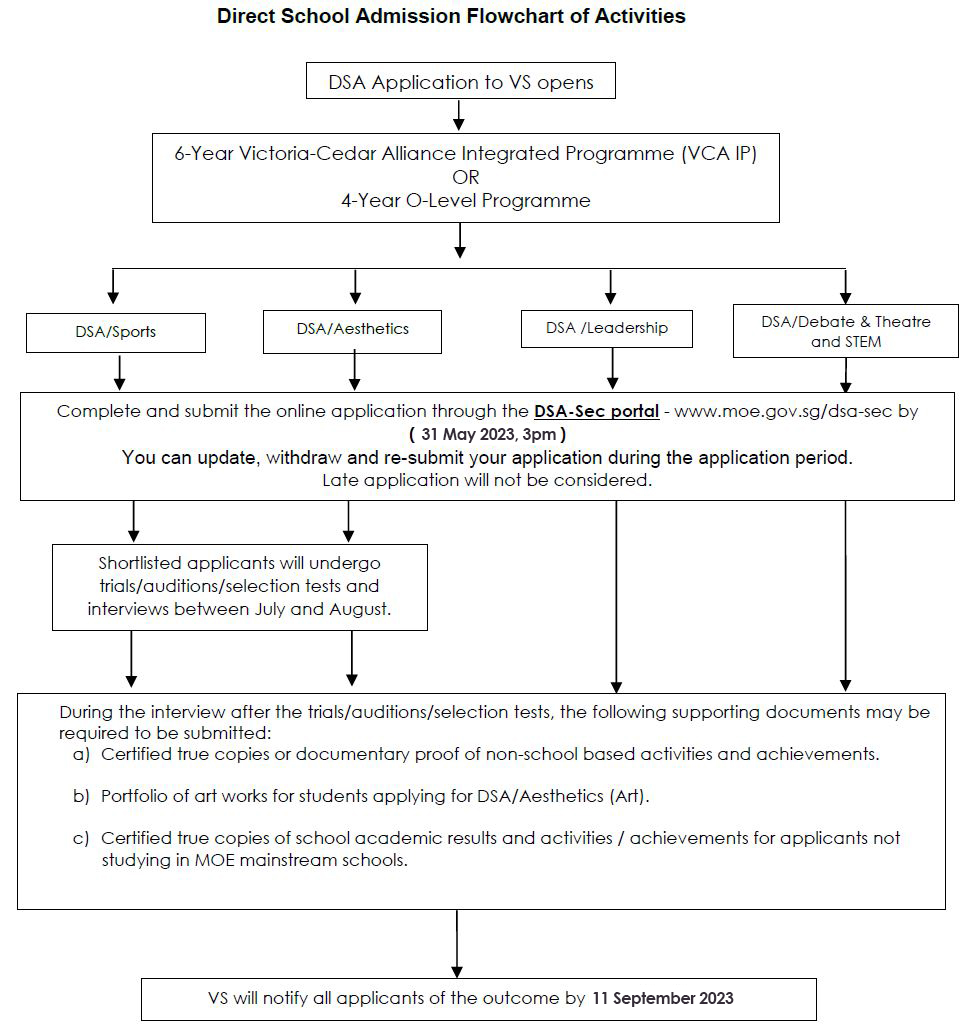 Direct School Admission Flowchart of Activities
DSA Application to VS opens
6-Year Victoria-Cedar Alliance Integrated Programme (VCA IP)
OR
4-Year O-Level Programme
DSA/Sports
DSA/Aesthetics
DSA /Leadership
DSA/Debate & Theatre
and STEM
Complete and submit the online application through the DSA-Sec portal - www.moe.gov.sg/dsa-sec by
( 31 May 2023, 3pm )
You can update, withdraw and re-submit your application during the application period.
Late application will not be considered.
Shortlisted applicants will undergo
trials/auditions/selection tests and
interviews between July and August.
During the interview after the trials/auditions/selection tests, the following supporting documents may be
required to be submitted:
a) Certified true copies or documentary proof of non-school based activities and achievements.
b) Portfolio of art works for students applying for DSA/Aesthetics (Art).
c) Certified true copies of school academic results and activities / achievements for applicants not
studying in MOE mainstream schools.
VS will notify all applicants of the outcome by 11 September 2023